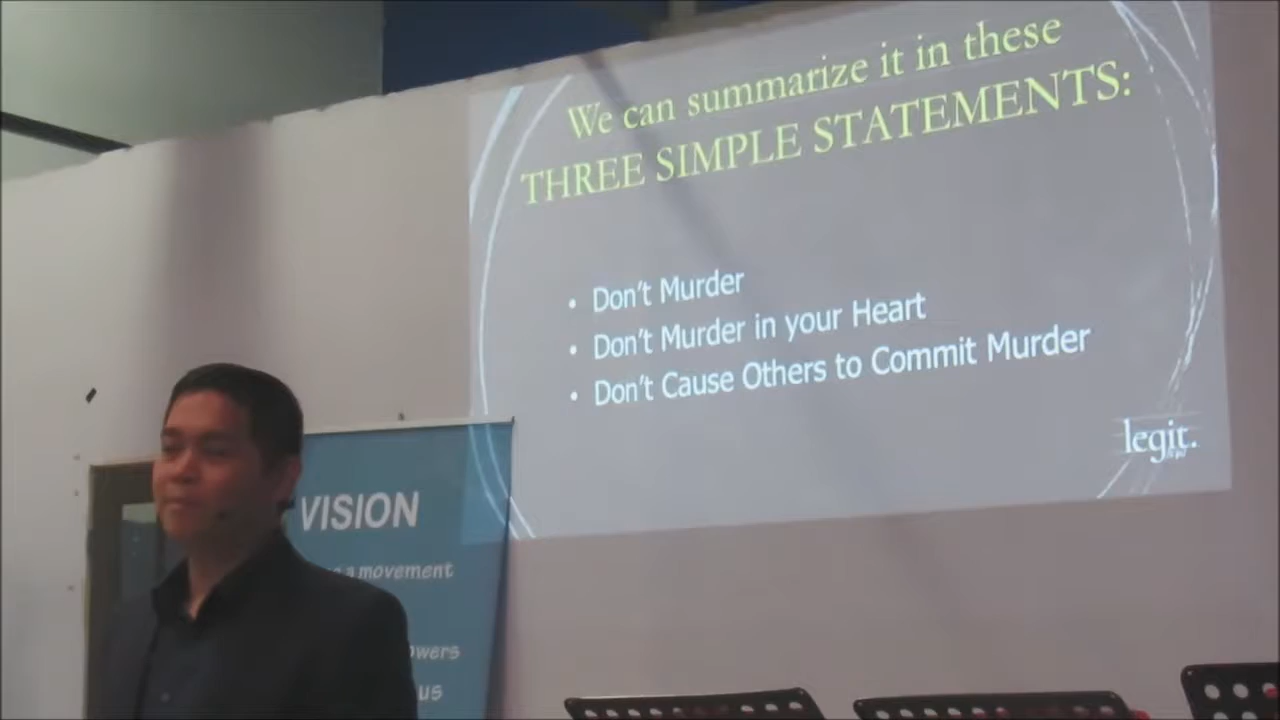 We can summarize it in these
THREE SIMPLE STATEMENTS:
• Don't Murder
• Don't Murder in your Heart
• Don't Cause Others to Commit Murder
legit.
VISION
a movement
owers
us